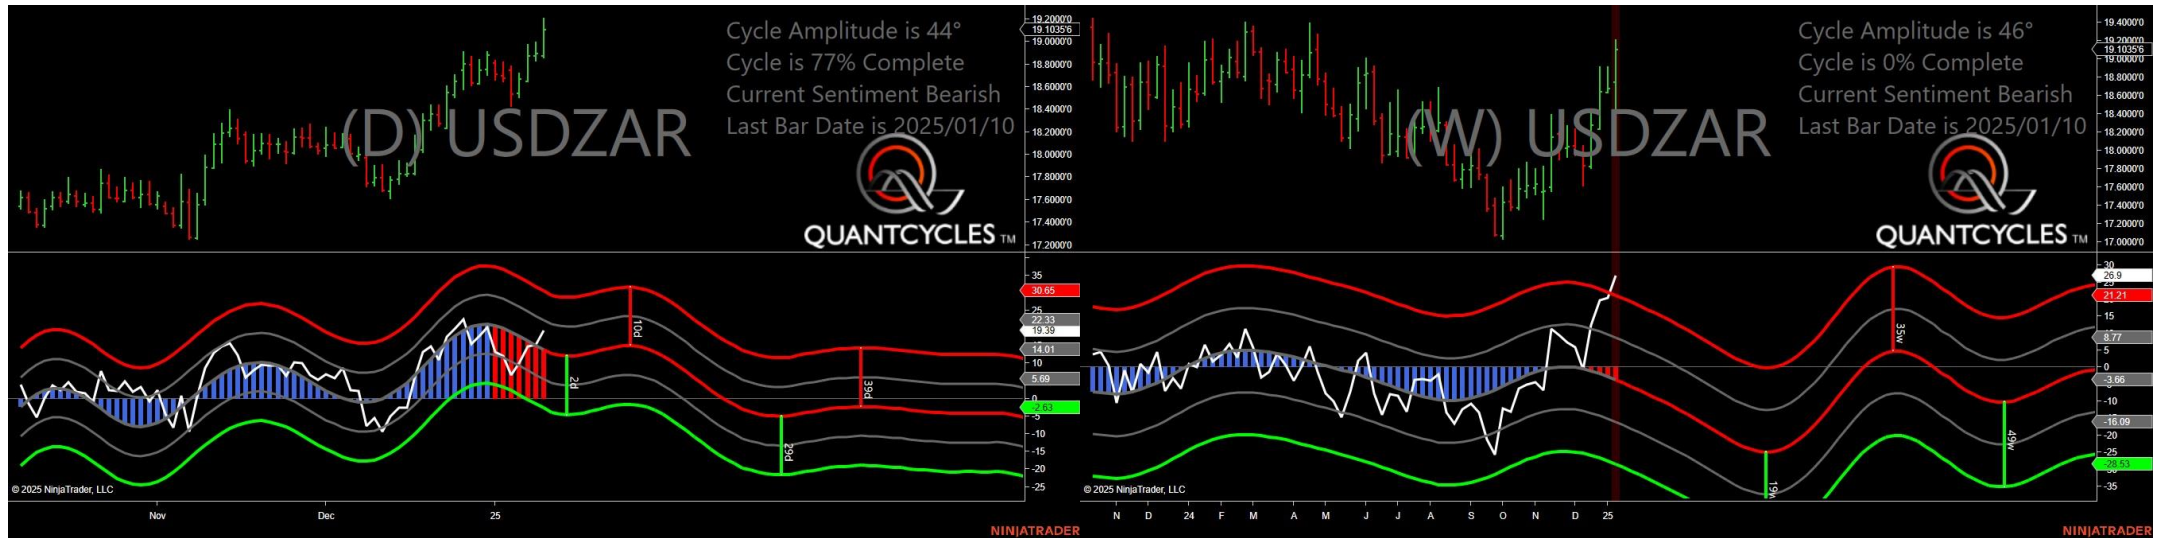 Cycle Amplitude is 44°
Cycle is 77% Complete
Current Sentiment Bearish
Last Bar Date is 2025/01/10
(D) USDZAR
QUANTCYCLES TM
19.2000'0
19.1035'6
19.0000'0
18.8000'0
18.6000'0
18.4000'0
18.2000'0
18.0000'0
17.8000'0
17.6000'0
17.4000'0
17.2000'0
35
30.65
25
22.33
19.39
14.01
10
5.69
0
-2.63
-5
-10
-15
-20
-25
10d
2d
39d
29d
© 2025 NinjaTrader, LLC
Nov
Dec
25
NINJATRADER
Cycle Amplitude is 46°
Cycle is 0% Complete
Current Sentiment Bearish
Last Bar Date is 2025/01/10
(W) USDZAR
QUANTCYCLES TM
19.4000'0
19.2000'0
19.1035'6
19.0000'0
18.8000'0
18.6000'0
18.4000'0
18.2000'0
18.0000'0
17.8000'0
17.6000'0
17.4000'0
17.2000'0
17.0000'0
30
26.9
25
21.21
15
8.77
5
0
-3.66
-10
-16.09
-20
-25
-28.53
-35
35w
49w
19w
© 2025 NinjaTrader, LLC
N D 24 F M A M J J A S O N D 25
NINJATRADER